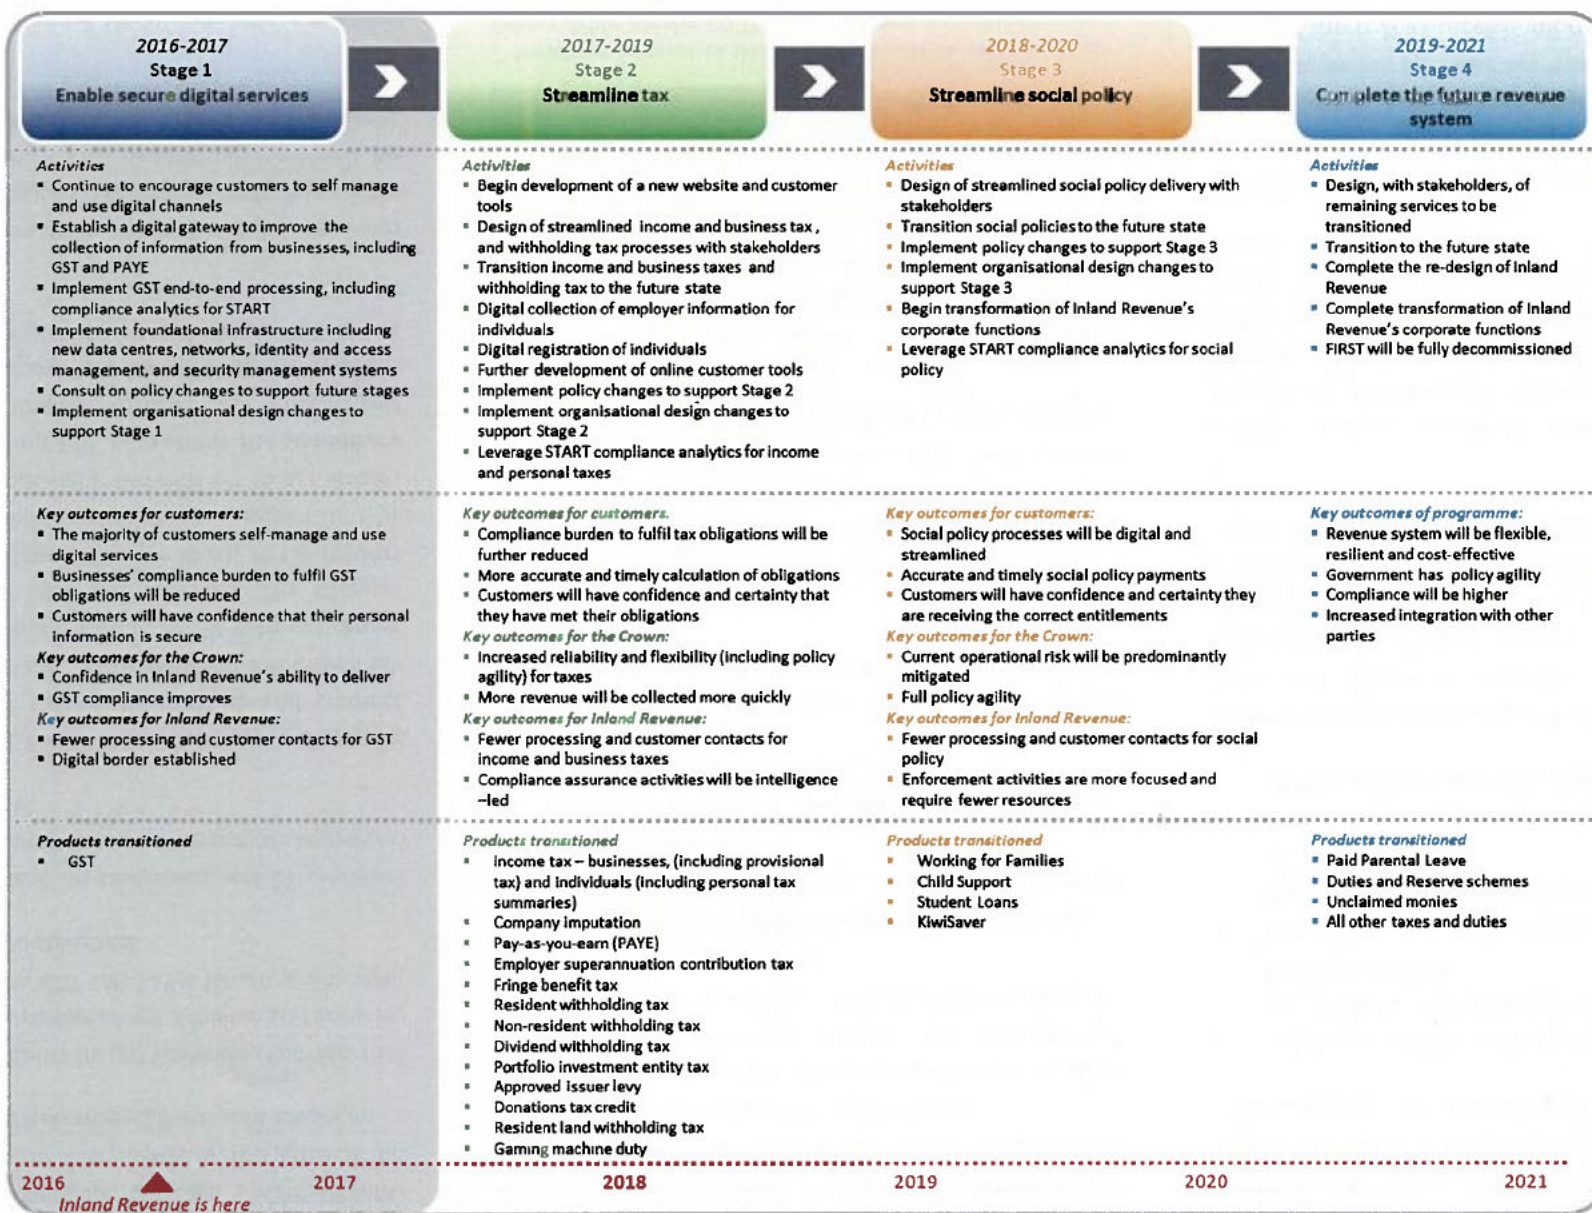 2016-2017
Stage 1
Enable secure digital services
2017-2019
Stage 2
Streamline tax
2018-2020
Stage 3
Streamline social policy
2019-2021
Stage 4
Complete the future revenue
system
Activities
▪ Continue to encourage customers to self manage
and use digital channels
▪ Establish a digital gateway to improve the
collection of information from businesses, including
GST and PAYE
▪ Implement GST end-to-end processing, including
compliance analytics for START
▪ Implement foundational infrastructure including
new data centres, networks, identity and access
management, and security management systems
▪ Consult on policy changes to support future stages
▪ Implement organisational design changes to
support Stage 1
Activities
▪ Begin development of a new website and customer
tools
▪ Design of streamlined income and business tax,
and withholding tax processes with stakeholders
▪ Transition income and business taxes and
withholding tax to the future state
▪ Digital collection of employer information for
individuals
▪ Digital registration of individuals
▪ Further development of online customer tools
▪ Implement policy changes to support Stage 2
▪ Implement organisational design changes to
support Stage 2
▪ Leverage START compliance analytics for income
and personal taxes
Activities
▪ Design of streamlined social policy delivery with
stakeholders
▪ Transition social policies to the future state
▪ Implement policy changes to support Stage 3
▪ Implement organisational design changes to
support Stage 3
▪ Begin transformation of Inland Revenue's
corporate functions
▪ Leverage START compliance analytics for social
policy
Activities
▪ Design, with stakeholders, of
remaining services to be
transitioned
▪ Transition to the future state
▪ Complete the re-design of Inland
Revenue
▪ Complete transformation of Inland
Revenue's corporate functions
▪ FIRST will be fully decommissioned
Key outcomes for customers:
▪ The majority of customers self-manage and use
digital services
▪ Businesses' compliance burden to fulfil GST
obligations will be reduced
▪ Customers will have confidence that their personal
information is secure
Key outcomes for the Crown:
▪ Confidence in Inland Revenue's ability to deliver
▪ GST compliance improves
Key outcomes for Inland Revenue:
▪ Fewer processing and customer contacts for GST
▪ Digital border established
Key outcomes for customers.
▪ Compliance burden to fulfil tax obligations will be
further reduced
▪ More accurate and timely calculation of obligations
▪ Customers will have confidence and certainty that
they have met their obligations
Key outcomes for the Crown:
▪ Increased reliability and flexibility (including policy
agility) for taxes
▪ More revenue will be collected more quickly
Key outcomes for Inland Revenue:
▪ Fewer processing and customer contacts for
income and business taxes
▪ Compliance assurance activities will be intelligence
–led
Key outcomes for customers:
▪ Social policy processes will be digital and
streamlined
▪ Accurate and timely social policy payments
▪ Customers will have confidence and certainty they
are receiving the correct entitlements
Key outcomes for the Crown:
▪ Current operational risk will be predominantly
mitigated
▪ Full policy agility
Key outcomes for Inland Revenue:
▪ Fewer processing and customer contacts for social
policy
▪ Enforcement activities are more focused and
require fewer resources
Key outcomes of programme:
▪ Revenue system will be flexible,
resilient and cost-effective
▪ Government has policy agility
▪ Compliance will be higher
▪ Increased integration with other
parties
Products transitioned
▪ GST
Products transitioned
▪ Income tax – businesses, (including provisional
tax) and individuals (including personal tax
summaries)
▪ Company imputation
▪ Pay-as-you-earn (PAYE)
▪ Employer superannuation contribution tax
▪ Fringe benefit tax
▪ Resident withholding tax
▪ Non-resident withholding tax
▪ Dividend withholding tax
▪ Portfolio investment entity tax
▪ Approved issuer levy
▪ Donations tax credit
▪ Resident land withholding tax
▪ Gaming machine duty
Products transitioned
▪ Working for Families
▪ Child Support
▪ Student Loans
▪ KiwiSaver
Products transitioned
▪ Paid Parental Leave
▪ Duties and Reserve schemes
▪ Unclaimed monies
▪ All other taxes and duties
2016 2017 2018 2019 2020 2021
Inland Revenue is here